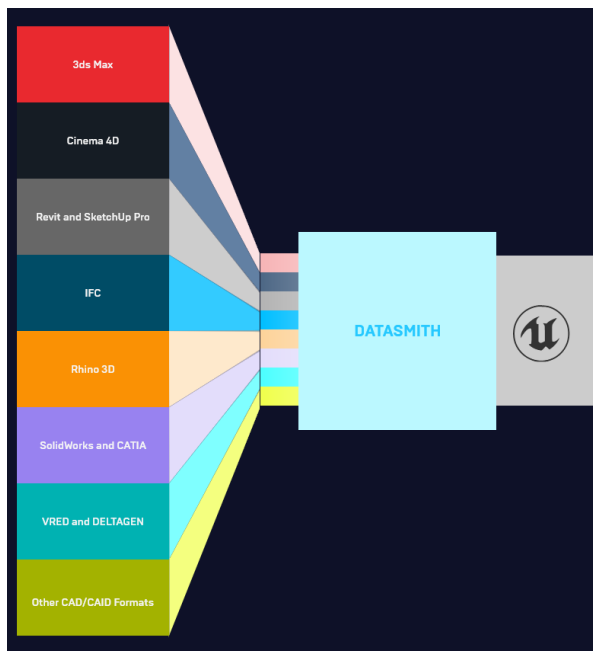 3ds Max
Cinema 4D
Revit and SketchUp Pro
IFC
Rhino 3D
SolidWorks and CATIA
VRED and DELTAGEN
Other CAD/CAID Formats
DATASMITH